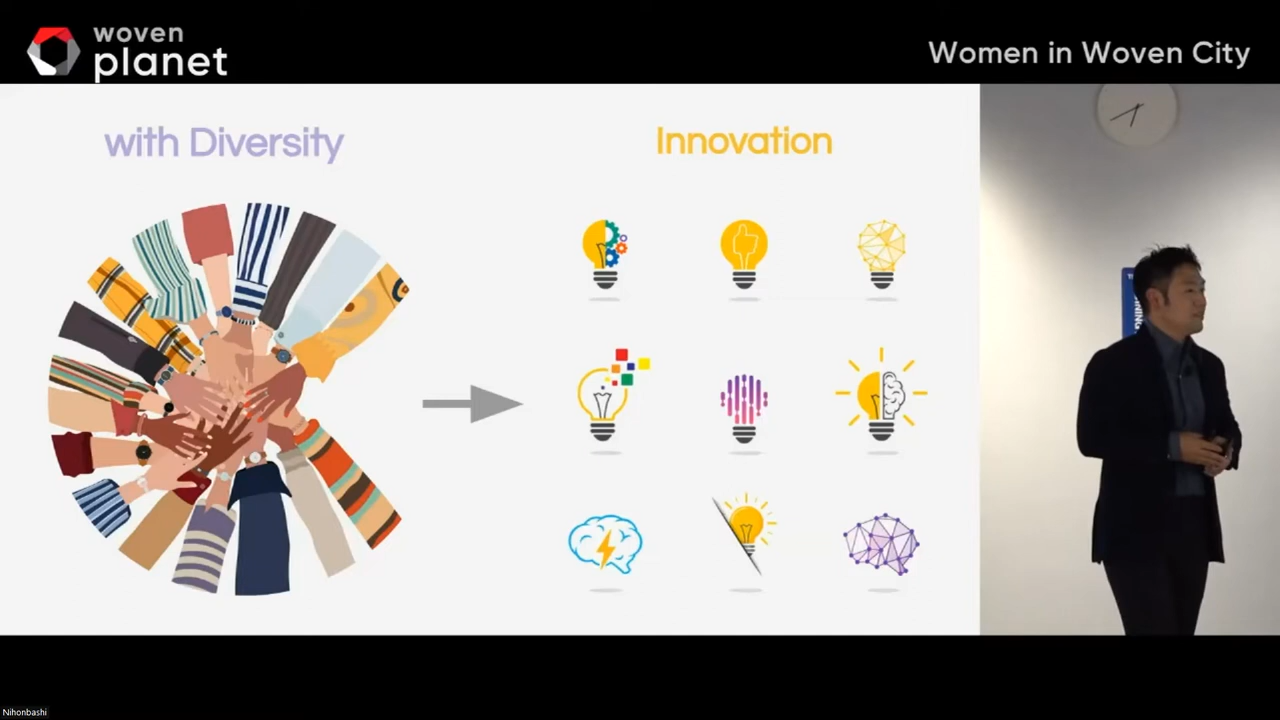 woven
planet
Women in Woven City
with Diversity
Innovation
Nihonbashi